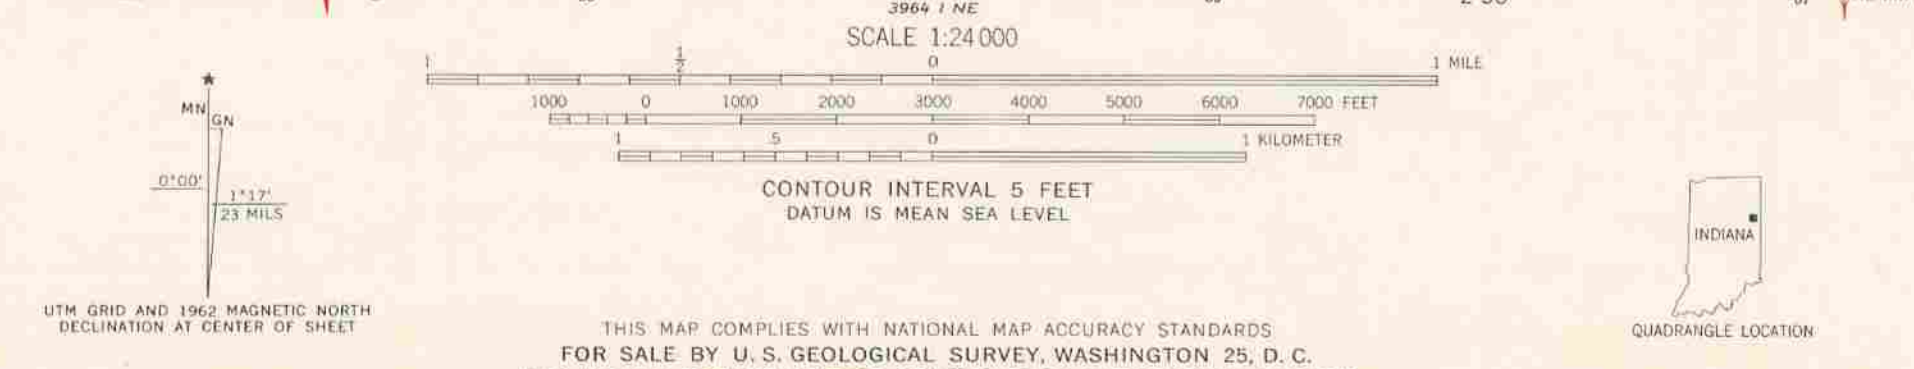 3964 I NE
SCALE 1:24 000
1 ½ 0 1 MILE
1000 0 1000 2000 3000 4000 5000 6000 7000 FEET
1 .5 0 1 KILOMETER
CONTOUR INTERVAL 5 FEET
DATUM IS MEAN SEA LEVEL
★
MN
GN
0°00'
1°17'
23 MILS
UTM GRID AND 1962 MAGNETIC NORTH
DECLINATION AT CENTER OF SHEET
INDIANA
QUADRANGLE LOCATION
THIS MAP COMPLIES WITH NATIONAL MAP ACCURACY STANDARDS
FOR SALE BY U. S. GEOLOGICAL SURVEY, WASHINGTON 25, D. C.